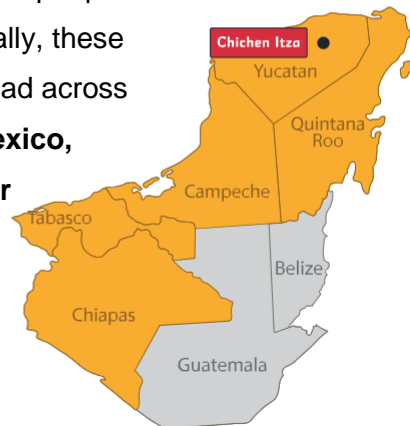 ally, these
ad across
exico,
r
Chichen Itza
Yucatan
Quintana
Roo
Campeche
Tabasco
Belize
Chiapas
Guatemala